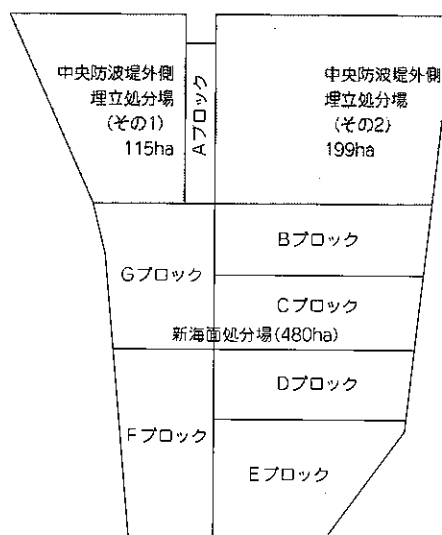 中央防波堤外側
埋立処分場
(その1)
115ha
Aブロック
中央防波堤外側
埋立処分場
(その2)
199ha
Bブロック
Gブロック
Cブロック
新海面処分場(480ha)
Dブロック
Fブロック
Eブロック